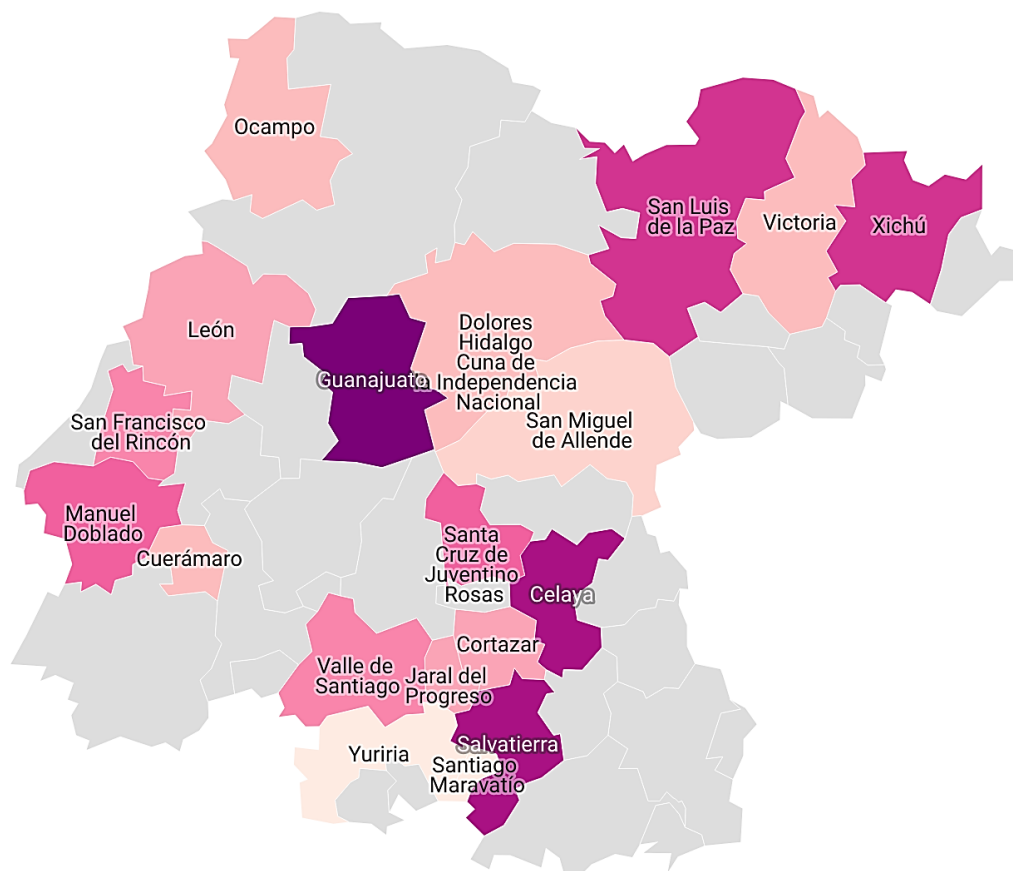 Ocampo
San Luis
de la Paz
Victoria
Xichú
León
Dolores
Hidalgo
Cuna de
la Independencia
Nacional
Guanajuato
San Francisco
del Rincón
San Miguel
de Allende
Manuel
Doblado
Cuerámaro
Santa
Cruz de
Juventino
Rosas
Celaya
Cortazar
Valle de
Santiago
Jaral del
Progreso
Yuriria
Salvatierra
Santiago
Maravatío